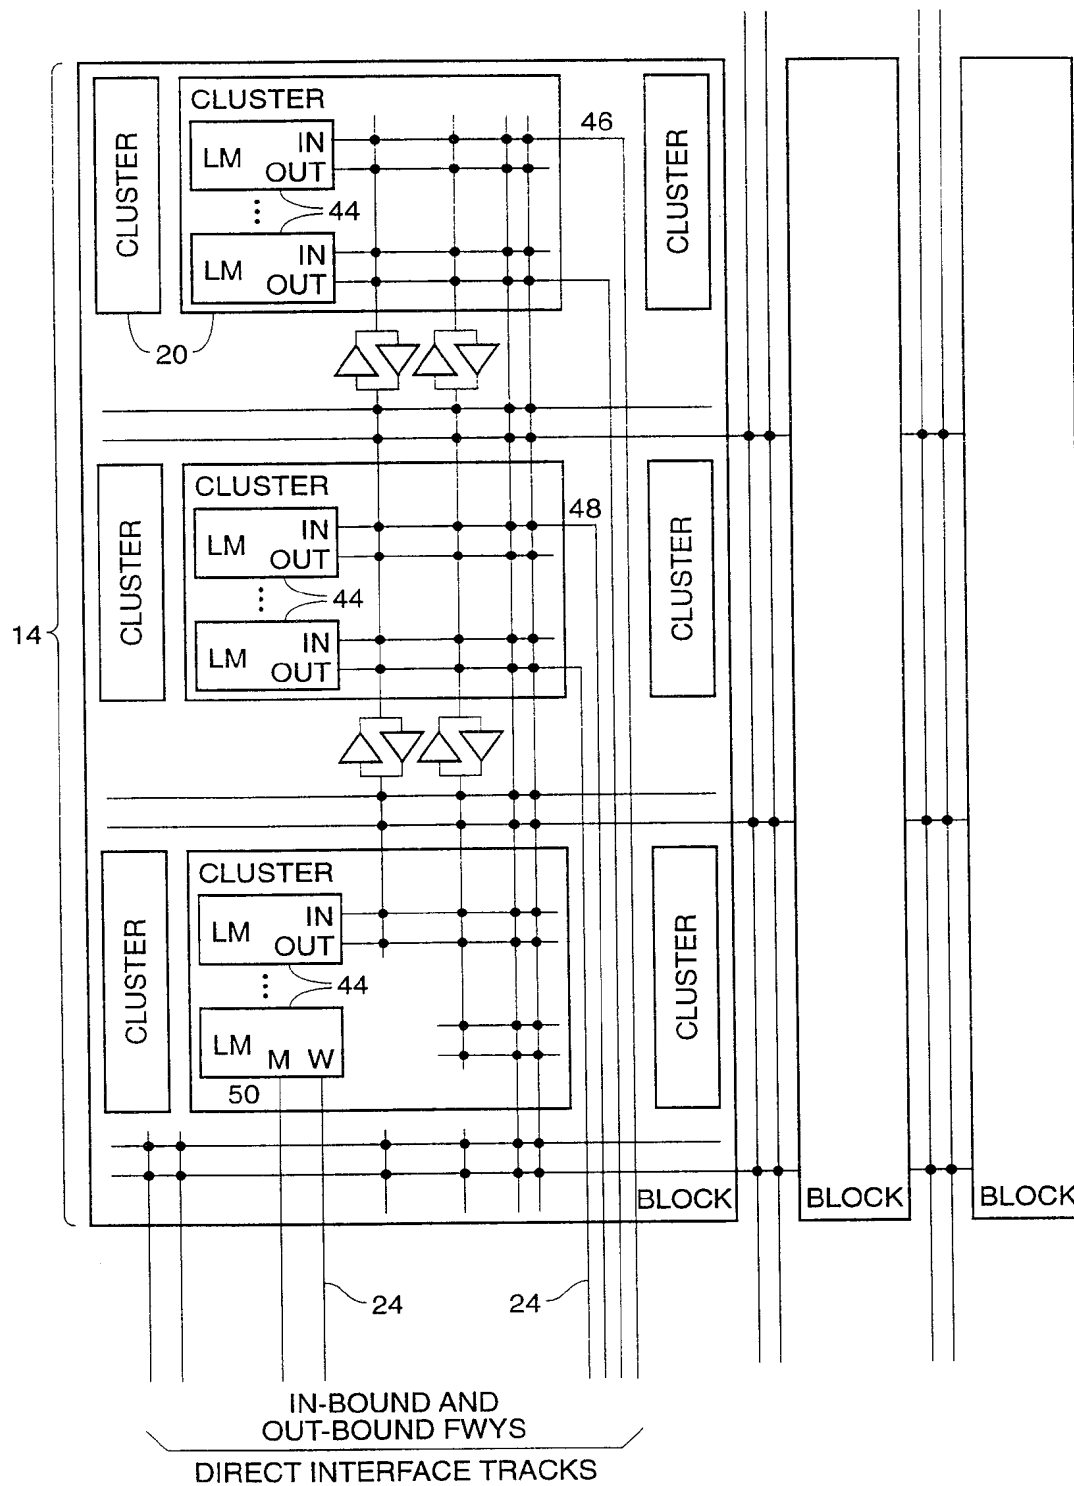 CLUSTER
CLUSTER
LM
IN
OUT
44
LM
IN
OUT
46
CLUSTER
20
14
CLUSTER
CLUSTER
LM
IN
OUT
44
LM
IN
OUT
48
CLUSTER
CLUSTER
CLUSTER
LM
IN
OUT
44
LM
M W
50
CLUSTER
BLOCK
BLOCK
BLOCK
24
24
IN-BOUND AND
OUT-BOUND FWYS
DIRECT INTERFACE TRACKS